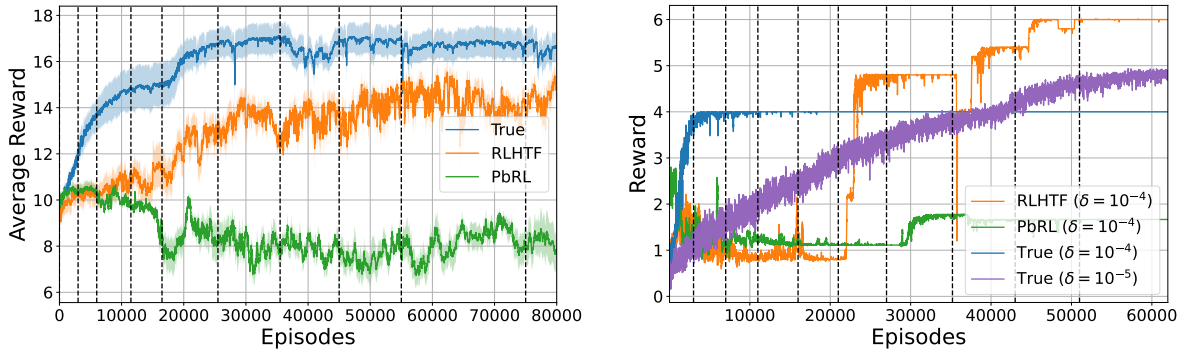 18
16
14
12
10
8
6
Average Reward
True
RLHTF
PbRL
0 10000 20000 30000 40000 50000 60000 70000 80000
Episodes
6
5
4
3
2
1
0
Reward
RLHTF (δ = 10⁻⁴)
PbRL (δ = 10⁻⁴)
True (δ = 10⁻⁴)
True (δ = 10⁻⁵)
10000 20000 30000 40000 50000 60000
Episodes